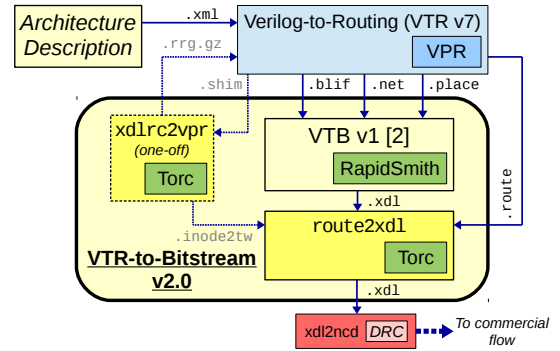 Architecture
Description
.xml
Verilog-to-Routing (VTR v7)
VPR
.rrg.gz
.shim
.blif
.net
.place
xdlrc2vpr
(one-off)
Torc
VTB v1 [2]
RapidSmith
.route
.xdl
.inode2tw
route2xdl
Torc
VTR-to-Bitstream
v2.0
.xdl
xdl2ncd
DRC
To commercial
flow